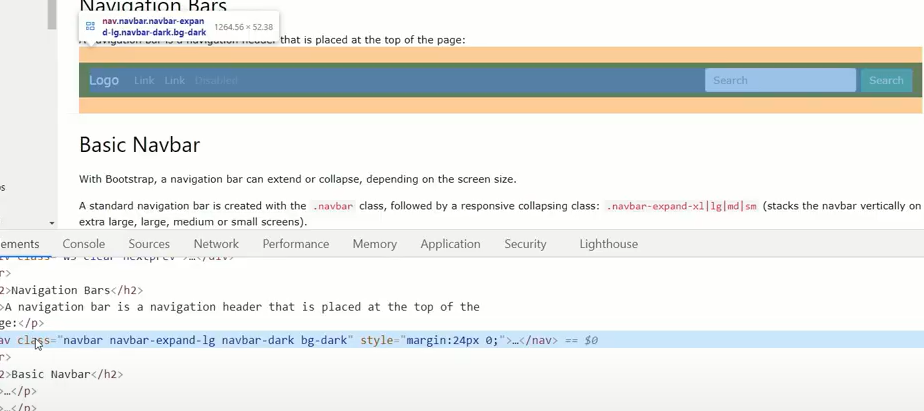 Navigation Bars
nav.navbar.navbar-expan
d-lg.navbar-dark.bg-dark
1264.56 × 52.38
A navigation bar is a navigation header that is placed at the top of the page:
Logo Link Link Disabled Search Search
Basic Navbar
With Bootstrap, a navigation bar can extend or collapse, depending on the screen size.
A standard navigation bar is created with the .navbar class, followed by a responsive collapsing class: .navbar-expand-xl|lg|md|sm (stacks the navbar vertically on
extra large, large, medium or small screens).
ements Console Sources Network Performance Memory Application Security Lighthouse
iv class="w3-clear nextprev">…</div>
r>
2>Navigation Bars</h2>
>A navigation bar is a navigation header that is placed at the top of the
ge:</p>
av class="navbar navbar-expand-lg navbar-dark bg-dark" style="margin:24px 0;">…</nav> == $0
r>
2>Basic Navbar</h2>
>…</p>
>…</p>